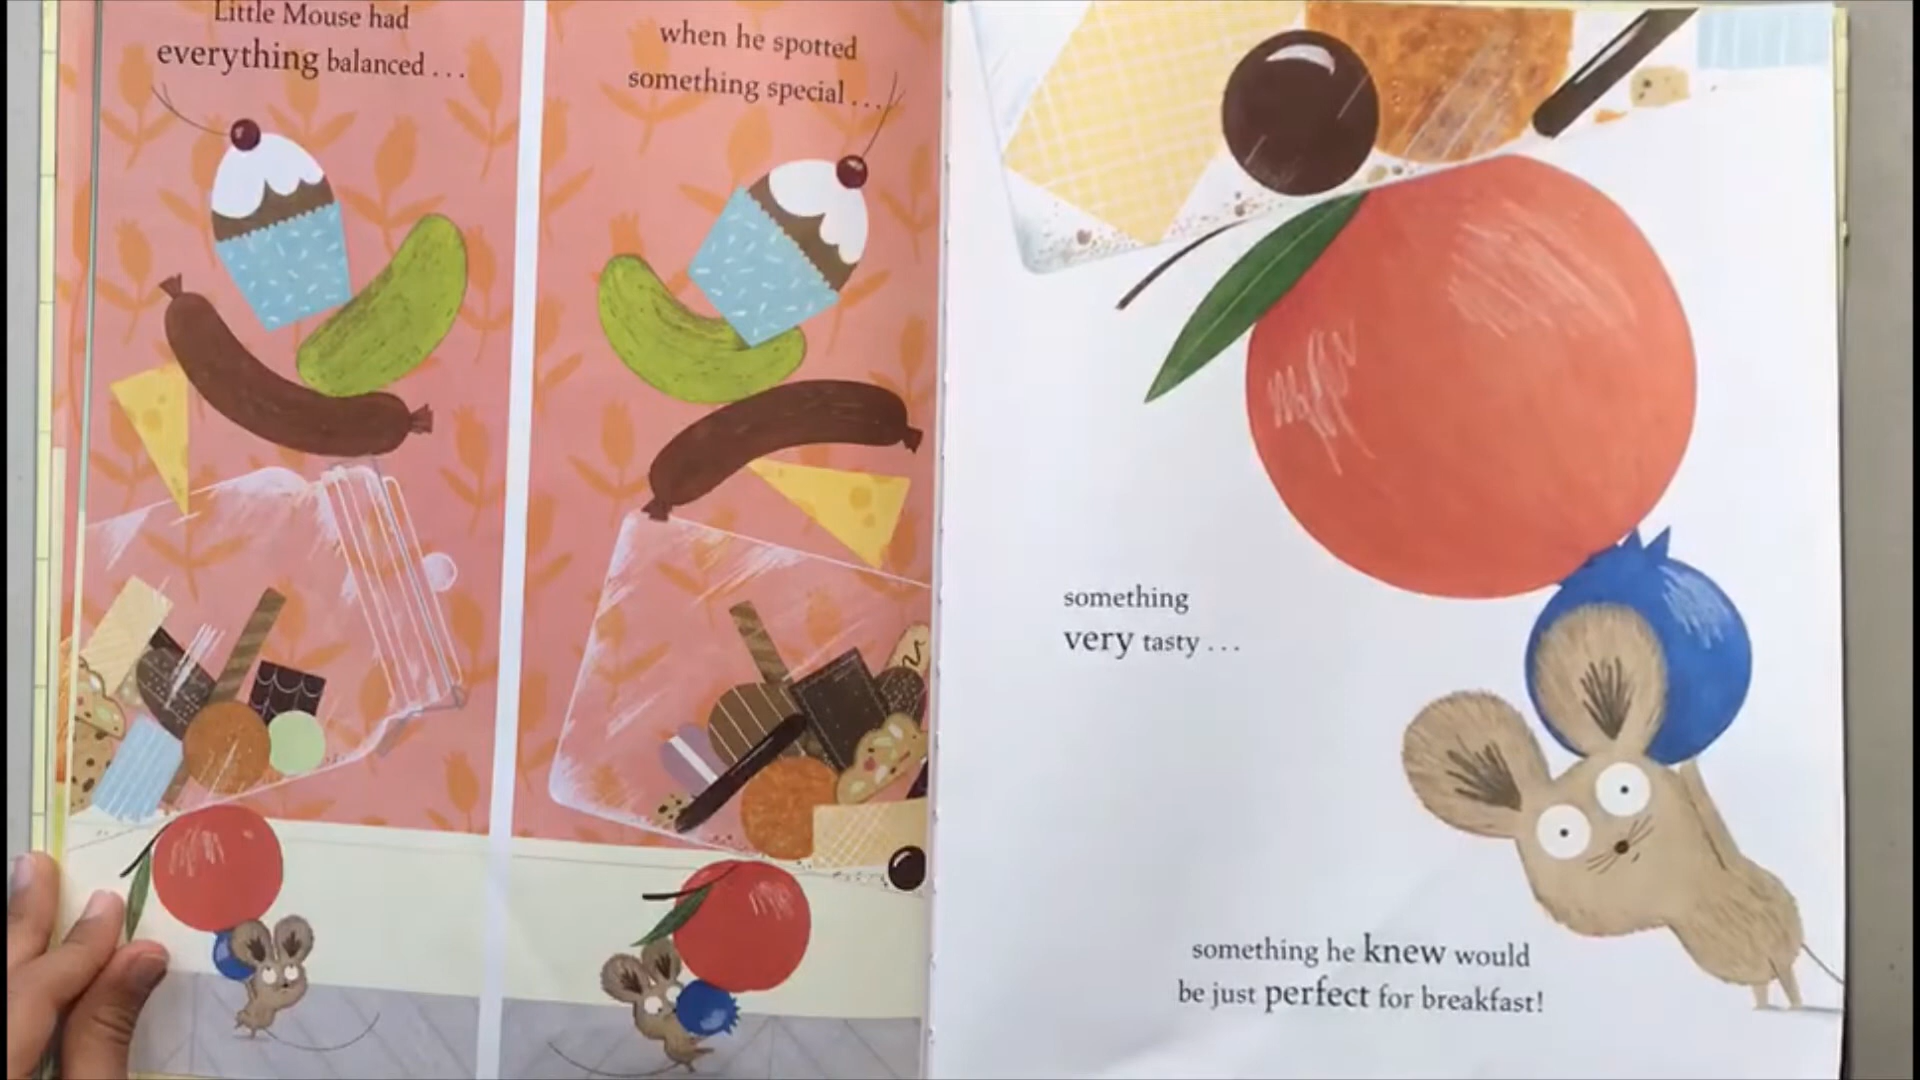 Little Mouse had
everything balanced . . .
when he spotted
something special . . .
something
very tasty . . .
something he knew would
be just perfect for breakfast!